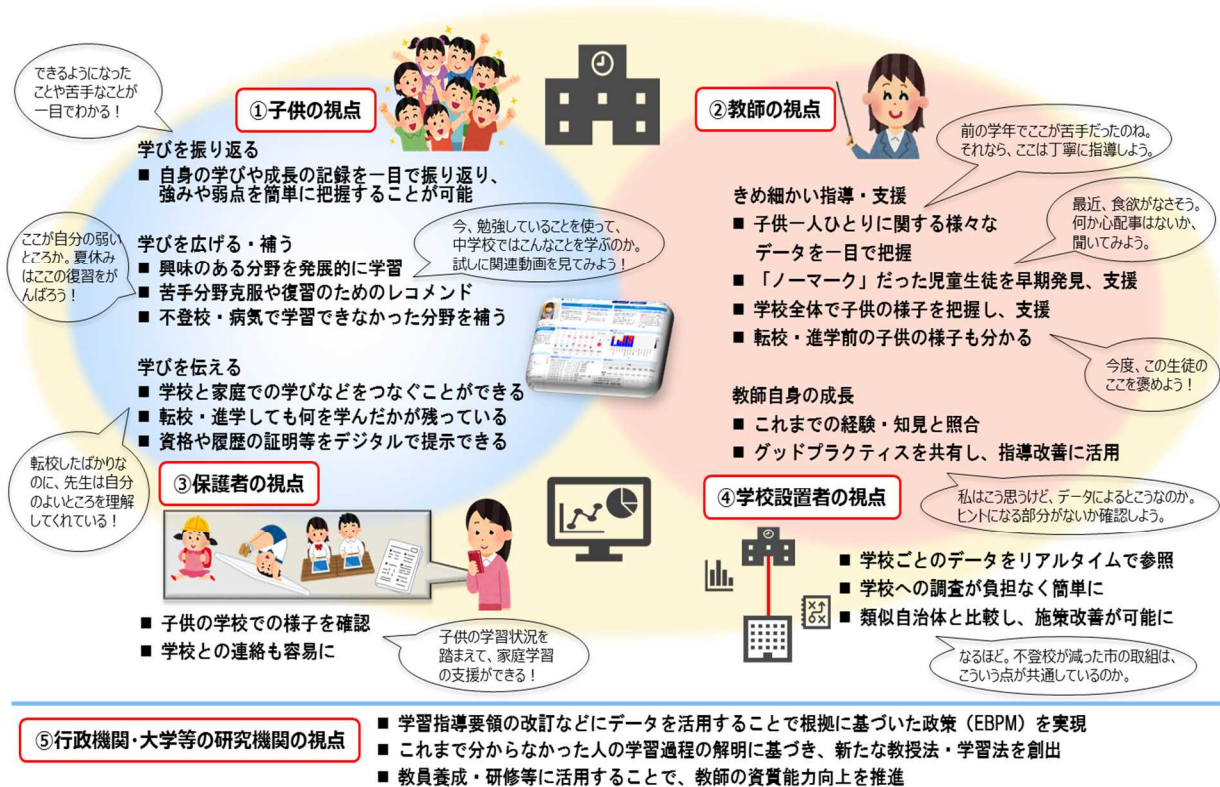 できるようになった
ことや苦手なことが
一目でわかる！
①子供の視点
学びを振り返る
■ 自身の学びや成長の記録を一目で振り返り、
強みや弱点を簡単に把握することが可能
ここが自分の弱い
ところか。夏休み
はここの復習をが
んばろう！
学びを広げる・補う
■ 興味のある分野を発展的に学習
■ 苦手分野克服や復習のためのレコメンド
■ 不登校・病気で学習できなかった分野を補う
今、勉強していることを使って、
中学校ではこんなことを学ぶのか。
試しに関連動画を見てみよう！
学びを伝える
■ 学校と家庭での学びなどをつなぐことができる
■ 転校・進学しても何を学んだかが残っている
■ 資格や履歴の証明等をデジタルで提示できる
転校したばかりな
のに、先生は自分
のよいところを理解
してくれている！
②教師の視点
前の学年でここが苦手だったのね。
それなら、ここは丁寧に指導しよう。
きめ細かい指導・支援
■ 子供一人ひとりに関する様々な
データを一目で把握
■ 「ノーマーク」だった児童生徒を早期発見、支援
■ 学校全体で子供の様子を把握し、支援
■ 転校・進学前の子供の様子も分かる
最近、食欲がなさそう。
何か心配事はないか、
聞いてみよう。
今度、この生徒の
ここを褒めよう！
教師自身の成長
■ これまでの経験・知見と照合
■ グッドプラクティスを共有し、指導改善に活用
私はこう思うけど、データによるとこうなのか。
ヒントになる部分がないか確認しよう。
③保護者の視点
■ 子供の学校での様子を確認
■ 学校との連絡も容易に
子供の学習状況を
踏まえて、家庭学習
の支援ができる！
④学校設置者の視点
■ 学校ごとのデータをリアルタイムで参照
■ 学校への調査が負担なく簡単に
■ 類似自治体と比較し、施策改善が可能に
なるほど。不登校が減った市の取組は、
こういう点が共通しているのか。
⑤行政機関・大学等の研究機関の視点
■ 学習指導要領の改訂などにデータを活用することで根拠に基づいた政策（EBPM）を実現
■ これまで分からなかった人の学習過程の解明に基づき、新たな教授法・学習法を創出
■ 教員養成・研修等に活用することで、教師の資質能力向上を推進